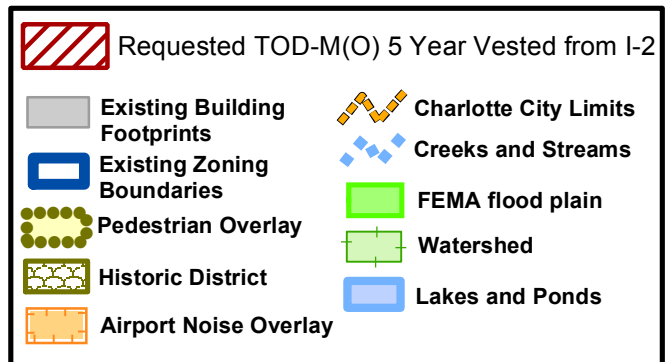 Requested TOD-M(O) 5 Year Vested from I-2
Existing Building
Footprints
Existing Zoning
Boundaries
Pedestrian Overlay
Historic District
Airport Noise Overlay
Charlotte City Limits
Creeks and Streams
FEMA flood plain
Watershed
Lakes and Ponds